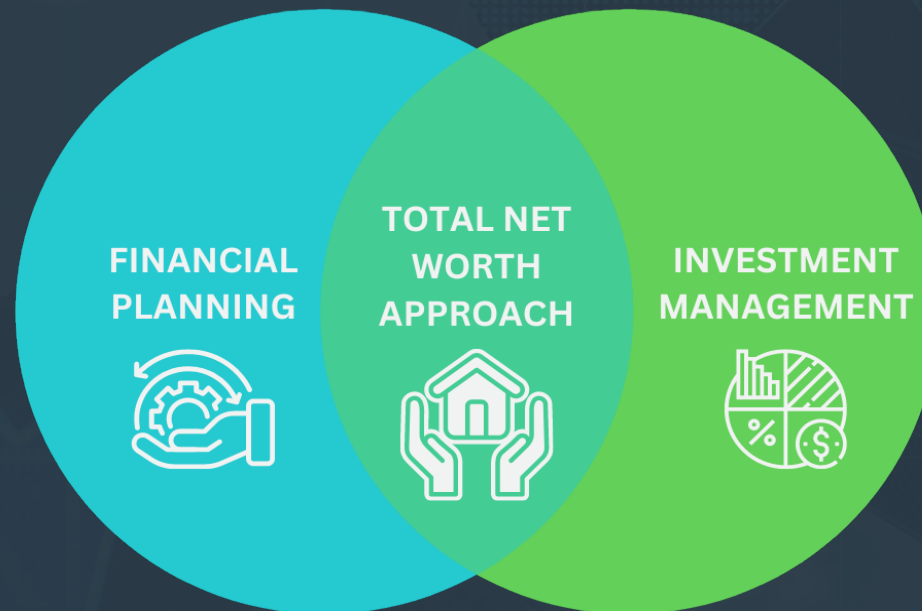 FINANCIAL
PLANNING
TOTAL NET
WORTH
APPROACH
INVESTMENT
MANAGEMENT
%
$